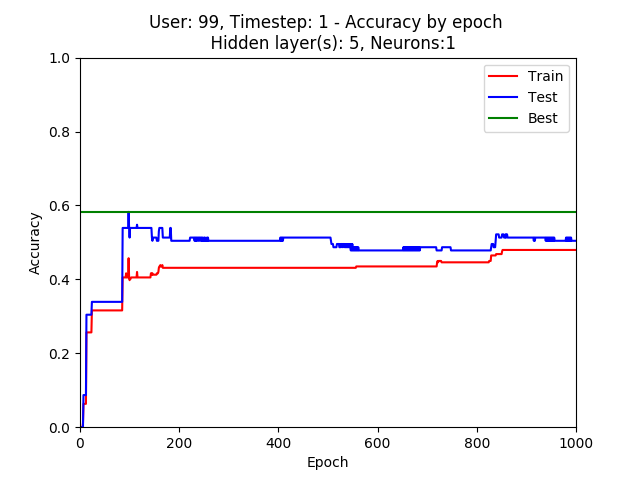 User: 99, Timestep: 1 - Accuracy by epoch
Hidden layer(s): 5, Neurons:1
1.0
0.8
0.6
0.4
0.2
0.0
Accuracy
Train
Test
Best
0
200
400
600
800
1000
Epoch